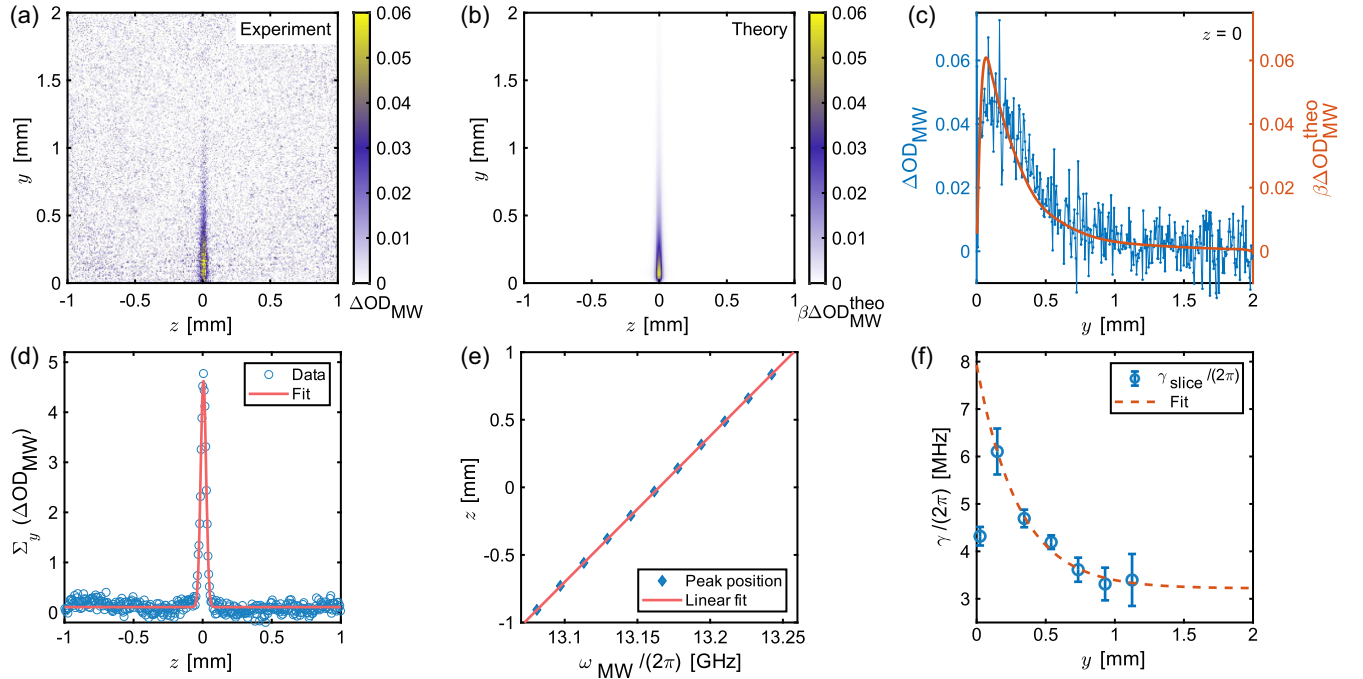 (a)
Experiment
2
1.5
1
0.5
0
y [mm]
-1
-0.5
0
0.5
1
z [mm]
0.06
0.05
0.04
0.03
0.02
0.01
0
ΔOD_MW
(b)
Theory
2
1.5
1
0.5
0
y [mm]
-1
-0.5
0
0.5
1
z [mm]
0.06
0.05
0.04
0.03
0.02
0.01
0
βΔOD_MW^theo
(c)
z = 0
0.06
0.04
0.02
0
ΔOD_MW
0.06
0.04
0.02
0
βΔOD_MW^theo
0
0.5
1
1.5
2
y [mm]
(d)
Data
Fit
5
4
3
2
1
0
Σ_y (ΔOD_MW)
-1
-0.5
0
0.5
1
z [mm]
(e)
1
0.5
0
-0.5
-1
z [mm]
Peak position
Linear fit
13.1
13.15
13.2
13.25
ω_MW/(2π) [GHz]
(f)
γ_slice/(2π)
Fit
8
7
6
5
4
3
γ/(2π) [MHz]
0
0.5
1
1.5
2
y [mm]